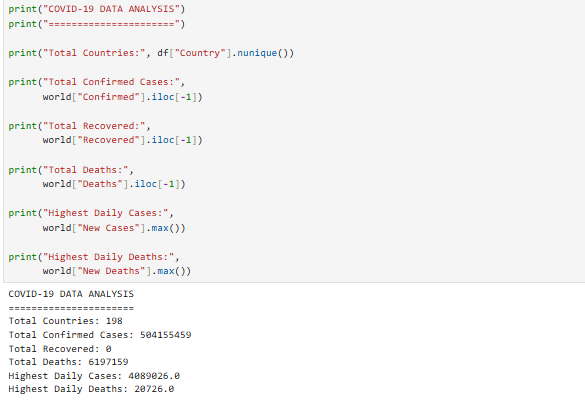 print("COVID-19 DATA ANALYSIS")
print("======================")
print("Total Countries:", df["Country"].nunique())
print("Total Confirmed Cases:",
      world["Confirmed"].iloc[-1])
print("Total Recovered:",
      world["Recovered"].iloc[-1])
print("Total Deaths:",
      world["Deaths"].iloc[-1])
print("Highest Daily Cases:",
      world["New Cases"].max())
print("Highest Daily Deaths:",
      world["New Deaths"].max())
COVID-19 DATA ANALYSIS
======================
Total Countries: 198
Total Confirmed Cases: 504155459
Total Recovered: 0
Total Deaths: 6197159
Highest Daily Cases: 4089026.0
Highest Daily Deaths: 20726.0